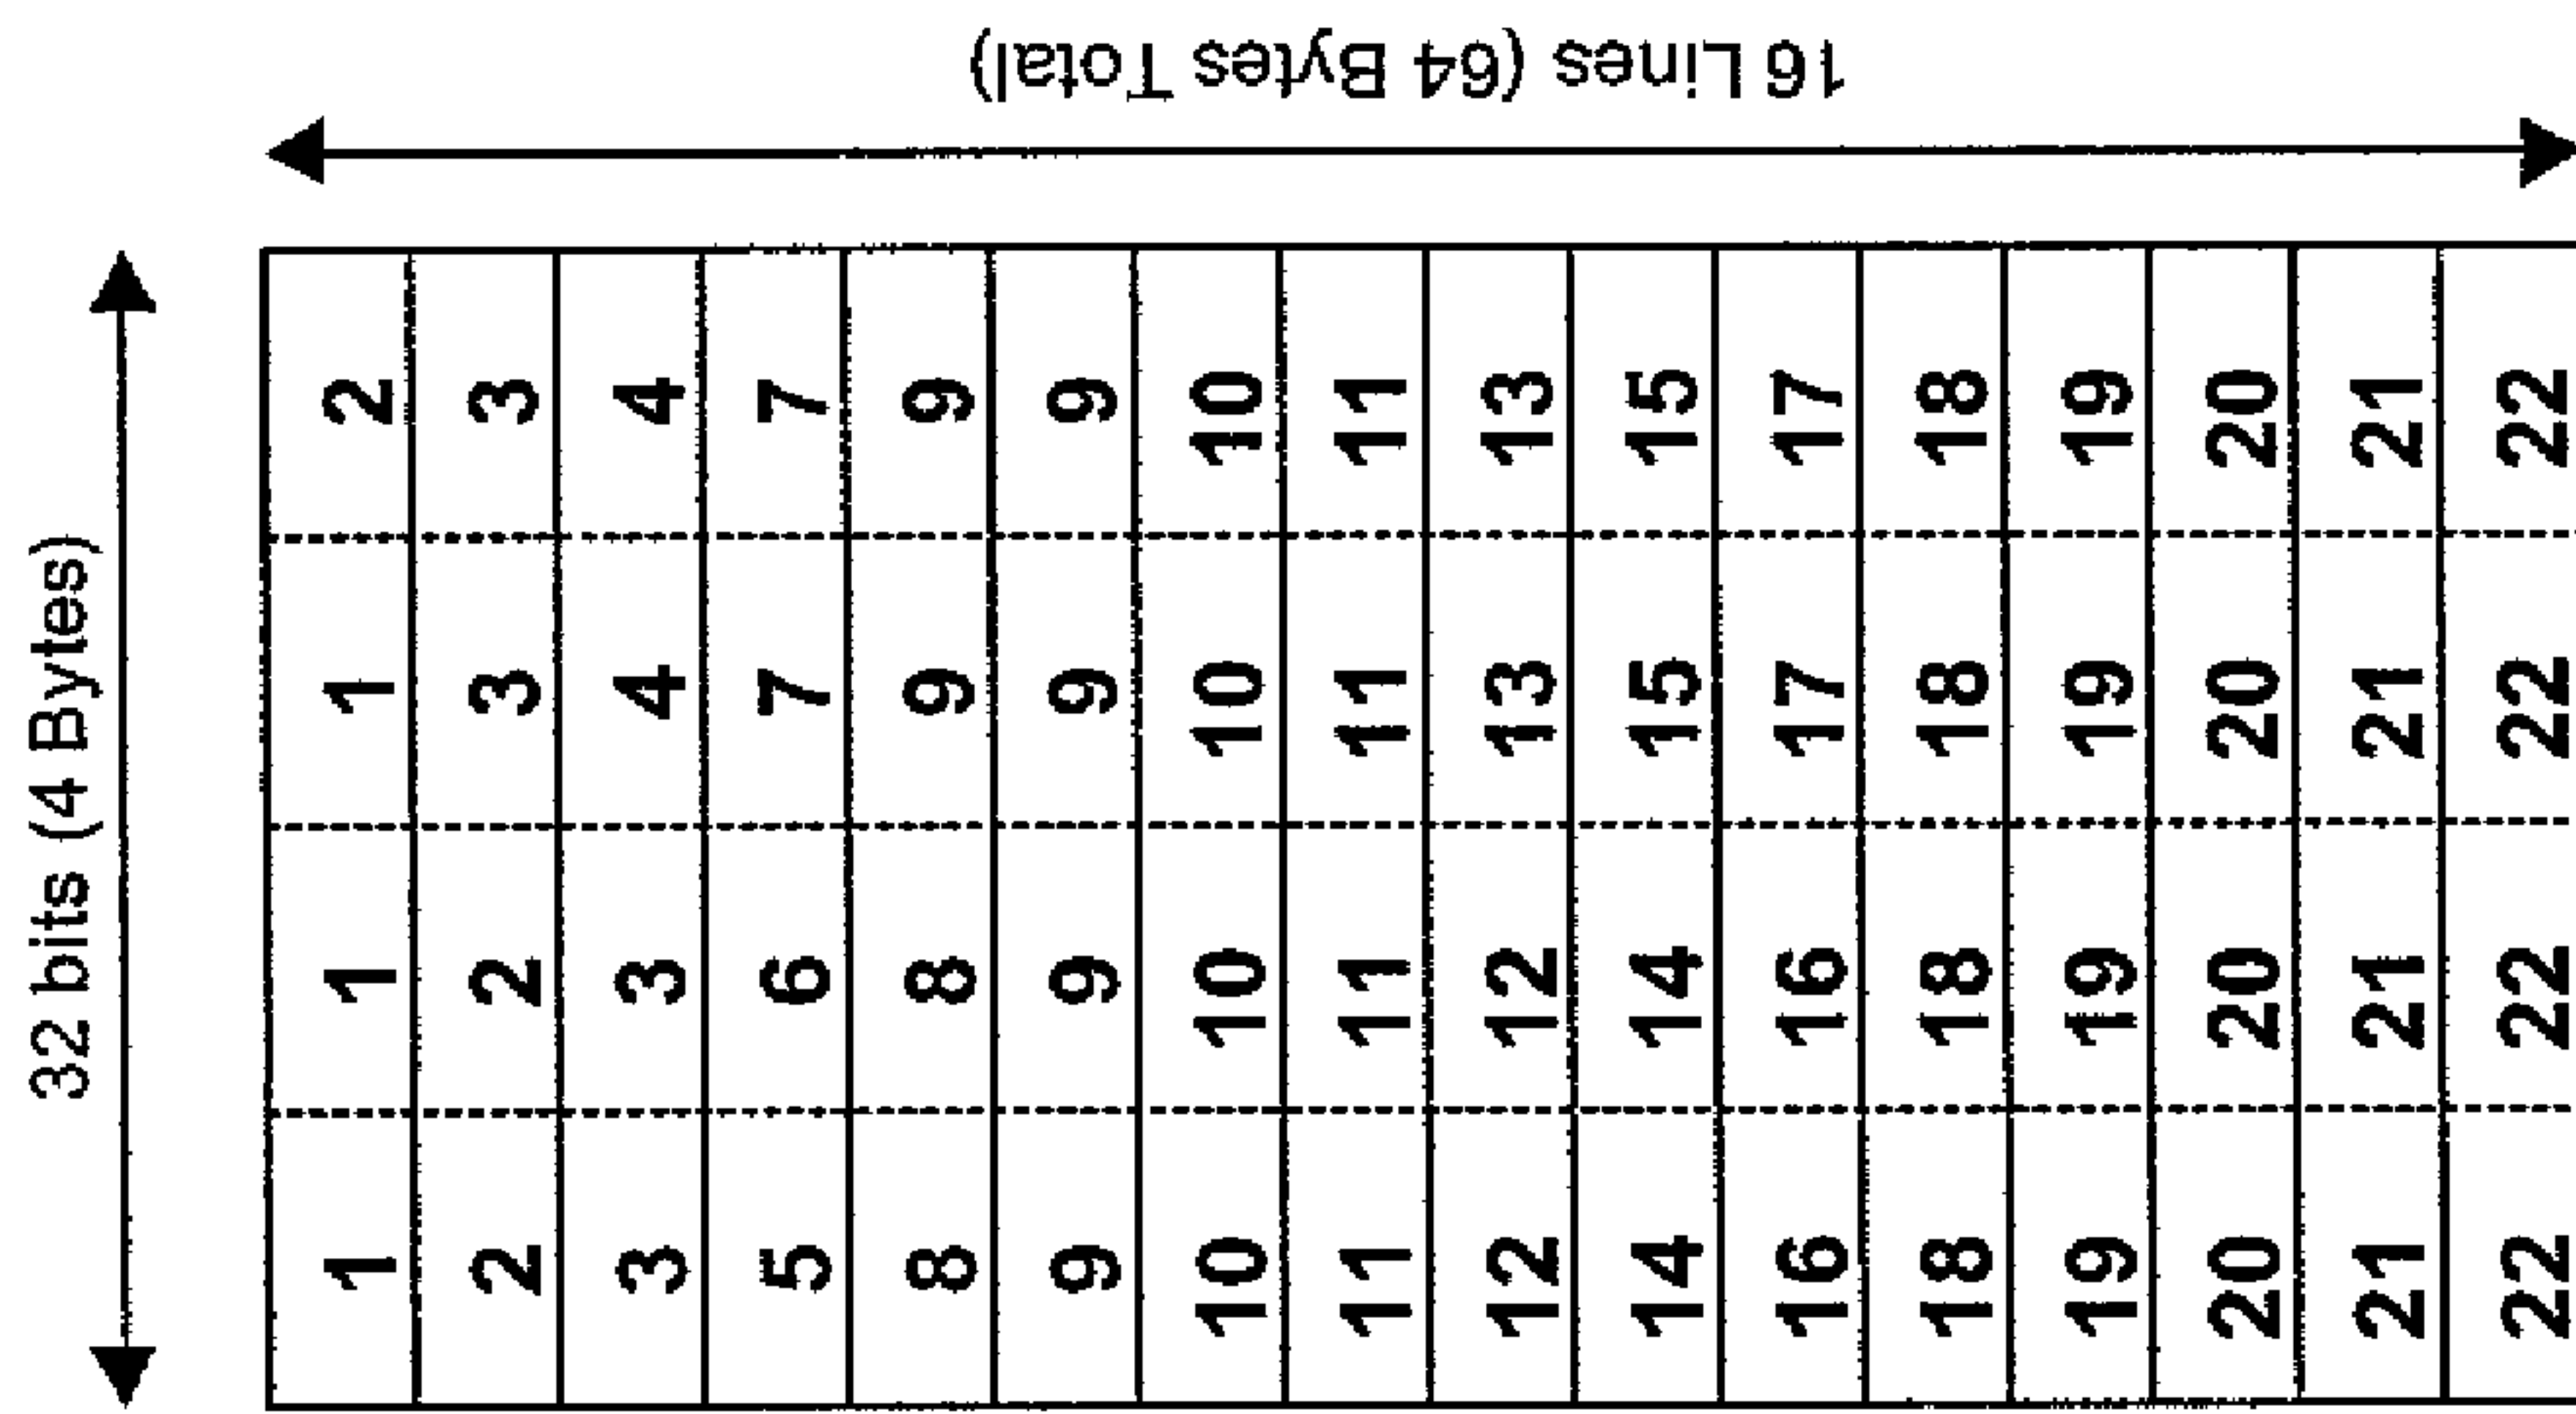 32 bits (4 Bytes)
1 1 1 2
2 2 3 3
3 3 4 4
5 6 7 7
8 8 9 9
9 9 9 9
10 10 10 10
11 11 11 11
12 12 13 13
14 14 15 15
16 16 17 17
18 18 18 18
19 19 19 19
20 20 20 20
21 21 21 21
22 22 22 22
16 Lines (64 Bytes Total)